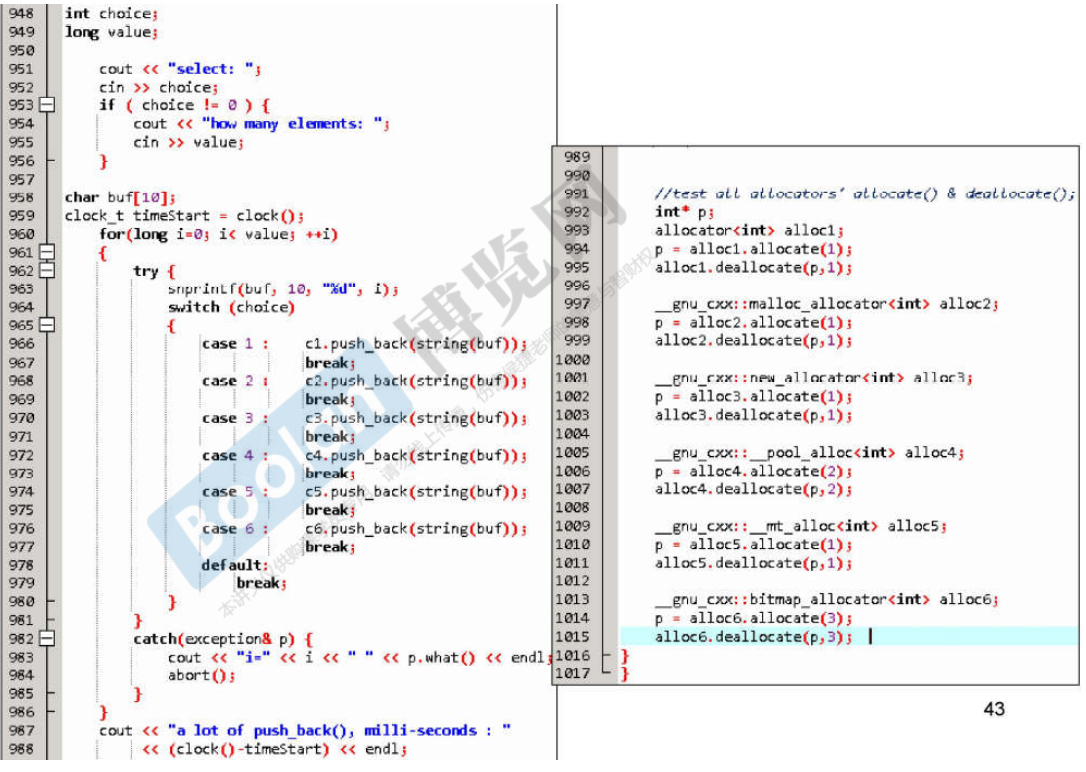 948 int choice;
949 long value;
950
951 cout << "select: ";
952 cin >> choice;
953 if ( choice != 0 ) {
954 cout << "how many elements: ";
955 cin >> value;
956 }
957
958 char buf[10];
959 clock_t timeStart = clock();
960 for(long i=0; i< value; ++i)
961 {
962 try {
963 snprintf(buf, 10, "%d", i);
964 switch (choice)
965 {
966 case 1 : c1.push_back(string(buf));
967 break;
968 case 2 : c2.push_back(string(buf));
969 break;
970 case 3 : c3.push_back(string(buf));
971 break;
972 case 4 : c4.push_back(string(buf));
973 break;
974 case 5 : c5.push_back(string(buf));
975 break;
976 case 6 : c6.push_back(string(buf));
977 break;
978 default:
979 break;
980 }
981 }
982 catch(exception& p) {
983 cout << "i=" << i << " " << p.what() << endl;
984 abort();
985 }
986 }
987 cout << "a lot of push_back(), milli-seconds : "
988 << (clock()-timeStart) << endl;
989
990
991 //test all allocators' allocate() & deallocate();
992 int* p;
993 allocator<int> alloc1;
994 p = alloc1.allocate(1);
995 alloc1.deallocate(p,1);
996
997 __gnu_cxx::malloc_allocator<int> alloc2;
998 p = alloc2.allocate(1);
999 alloc2.deallocate(p,1);
1000
1001 __gnu_cxx::new_allocator<int> alloc3;
1002 p = alloc3.allocate(1);
1003 alloc3.deallocate(p,1);
1004
1005 __gnu_cxx::__pool_alloc<int> alloc4;
1006 p = alloc4.allocate(2);
1007 alloc4.deallocate(p,2);
1008
1009 __gnu_cxx::__mt_alloc<int> alloc5;
1010 p = alloc5.allocate(1);
1011 alloc5.deallocate(p,1);
1012
1013 __gnu_cxx::bitmap_allocator<int> alloc6;
1014 p = alloc6.allocate(3);
1015 alloc6.deallocate(p,3);
1016 }
1017 }
43
Boolan 博览网